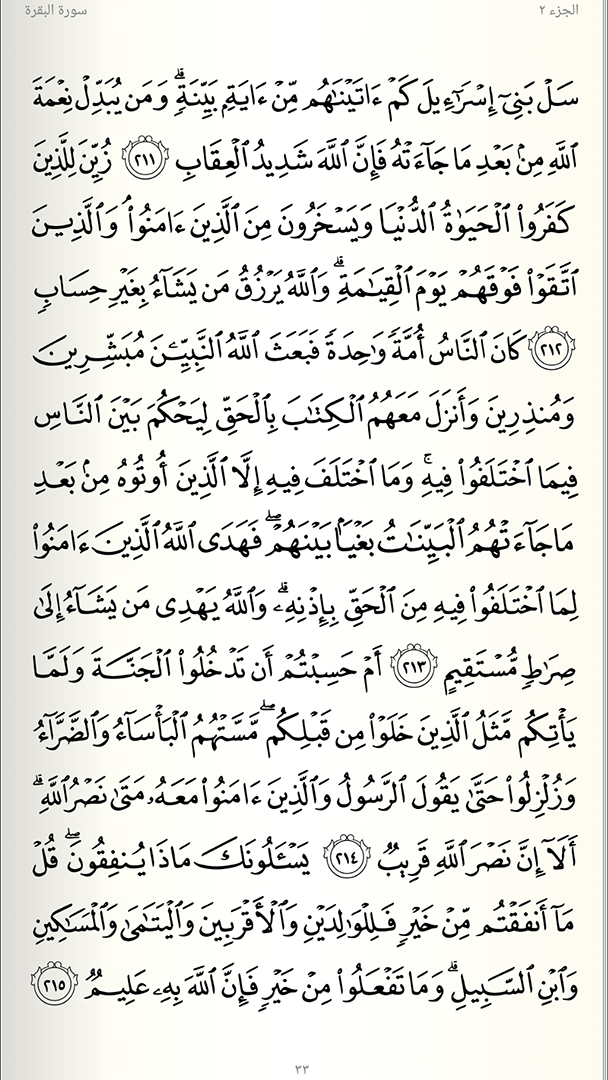 الجزء ٢ سورة البقرة
سَلْ بَنِىٓ إِسْرَٰٓءِيلَ كَمْ ءَاتَيْنَٰهُم مِّنْ ءَايَةٍۭ بَيِّنَةٍۗ وَمَن يُبَدِّلْ نِعْمَةَ
ٱللَّهِ مِنۢ بَعْدِ مَا جَآءَتْهُ فَإِنَّ ٱللَّهَ شَدِيدُ ٱلْعِقَابِ ٢١١ زُيِّنَ لِلَّذِينَ
كَفَرُوا۟ ٱلْحَيَوٰةُ ٱلدُّنْيَا وَيَسْخَرُونَ مِنَ ٱلَّذِينَ ءَامَنُوا۟ۘ وَٱلَّذِينَ
ٱتَّقَوْا۟ فَوْقَهُمْ يَوْمَ ٱلْقِيَٰمَةِۗ وَٱللَّهُ يَرْزُقُ مَن يَشَآءُ بِغَيْرِ حِسَابٍ
٢١٢ كَانَ ٱلنَّاسُ أُمَّةً وَٰحِدَةً فَبَعَثَ ٱللَّهُ ٱلنَّبِيِّۦنَ مُبَشِّرِينَ
وَمُنذِرِينَ وَأَنزَلَ مَعَهُمُ ٱلْكِتَٰبَ بِٱلْحَقِّ لِيَحْكُمَ بَيْنَ ٱلنَّاسِ
فِيمَا ٱخْتَلَفُوا۟ فِيهِۚ وَمَا ٱخْتَلَفَ فِيهِ إِلَّا ٱلَّذِينَ أُوتُوهُ مِنۢ بَعْدِ
مَا جَآءَتْهُمُ ٱلْبَيِّنَٰتُ بَغْيًۢا بَيْنَهُمْۖ فَهَدَى ٱللَّهُ ٱلَّذِينَ ءَامَنُوا۟
لِمَا ٱخْتَلَفُوا۟ فِيهِ مِنَ ٱلْحَقِّ بِإِذْنِهِۦۗ وَٱللَّهُ يَهْدِى مَن يَشَآءُ إِلَىٰ
صِرَٰطٍ مُّسْتَقِيمٍ ٢١٣ أَمْ حَسِبْتُمْ أَن تَدْخُلُوا۟ ٱلْجَنَّةَ وَلَمَّا
يَأْتِكُم مَّثَلُ ٱلَّذِينَ خَلَوْا۟ مِن قَبْلِكُمۖ مَّسَّتْهُمُ ٱلْبَأْسَآءُ وَٱلضَّرَّآءُ
وَزُلْزِلُوا۟ حَتَّىٰ يَقُولَ ٱلرَّسُولُ وَٱلَّذِينَ ءَامَنُوا۟ مَعَهُۥ مَتَىٰ نَصْرُ ٱللَّهِۗ
أَلَآ إِنَّ نَصْرَ ٱللَّهِ قَرِيبٌ ٢١٤ يَسْـَٔلُونَكَ مَاذَا يُنفِقُونَۖ قُلْ
مَآ أَنفَقْتُم مِّنْ خَيْرٍ فَلِلْوَٰلِدَيْنِ وَٱلْأَقْرَبِينَ وَٱلْيَتَٰمَىٰ وَٱلْمَسَٰكِينِ
وَٱبْنِ ٱلسَّبِيلِۗ وَمَا تَفْعَلُوا۟ مِنْ خَيْرٍ فَإِنَّ ٱللَّهَ بِهِۦ عَلِيمٌ ٢١٥
٣٣